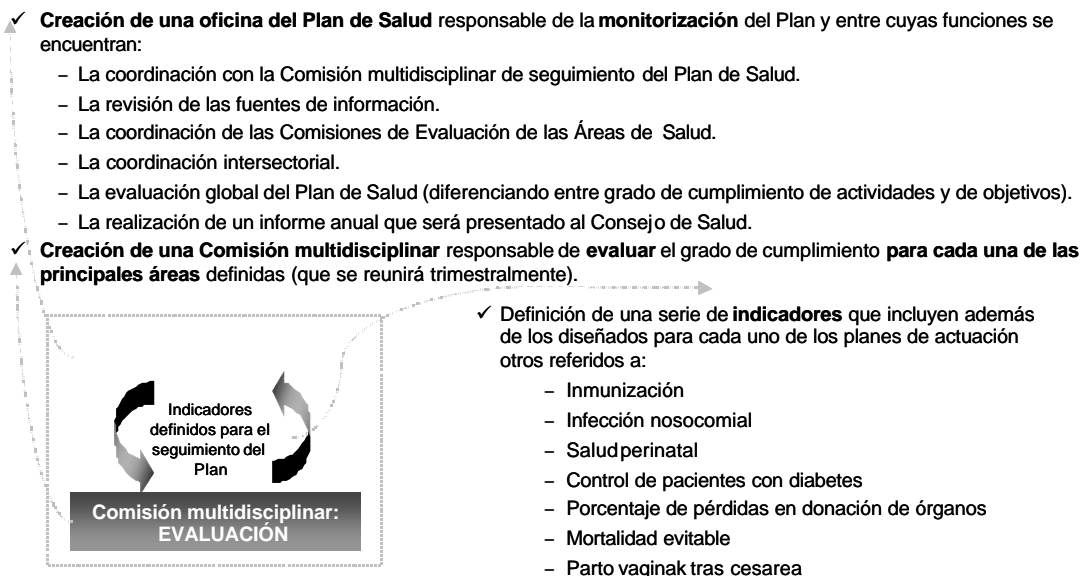 ✓ Creación de una oficina del Plan de Salud responsable de la monitorización del Plan y entre cuyas funciones se
encuentran:
– La coordinación con la Comisión multidisciplinar de seguimiento del Plan de Salud.
– La revisión de las fuentes de información.
– La coordinación de las Comisiones de Evaluación de las Áreas de Salud.
– La coordinación intersectorial.
– La evaluación global del Plan de Salud (diferenciando entre grado de cumplimiento de actividades y de objetivos).
– La realización de un informe anual que será presentado al Consejo de Salud.
✓ Creación de una Comisión multidisciplinar responsable de evaluar el grado de cumplimiento para cada una de las
principales áreas definidas (que se reunirá trimestralmente).
Indicadores
definidos para el
seguimiento del
Plan
Comisión multidisciplinar:
EVALUACIÓN
✓ Definición de una serie de indicadores que incluyen además
de los diseñados para cada uno de los planes de actuación
otros referidos a:
– Inmunización
– Infección nosocomial
– Salud perinatal
– Control de pacientes con diabetes
– Porcentaje de pérdidas en donación de órganos
– Mortalidad evitable
– Parto vaginak tras cesarea